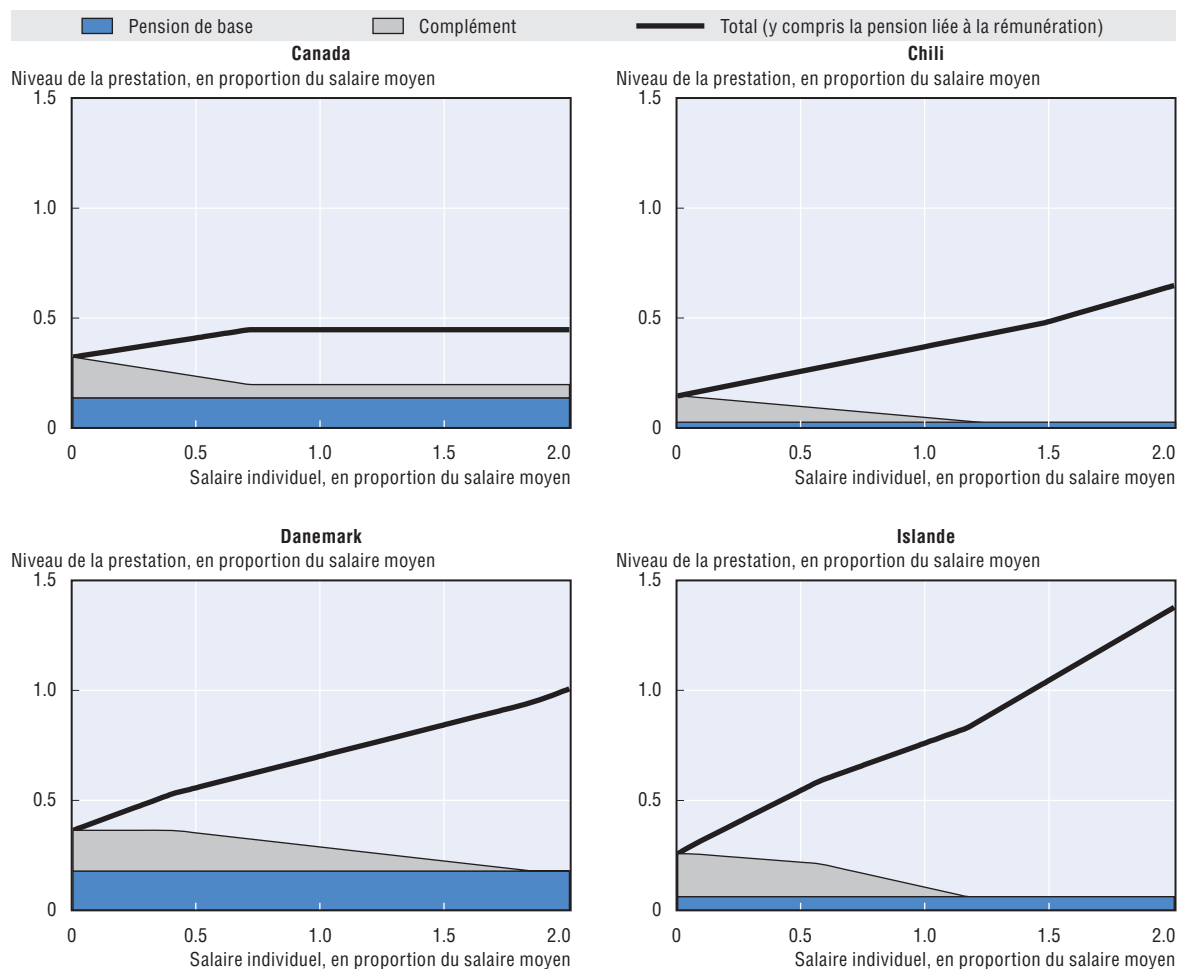 Pension de base Complément Total (y compris la pension liée à la rémunération)
Canada
Niveau de la prestation, en proportion du salaire moyen
1.5
1.0
0.5
0
0 0.5 1.0 1.5 2.0
Salaire individuel, en proportion du salaire moyen
Chili
Niveau de la prestation, en proportion du salaire moyen
1.5
1.0
0.5
0
0 0.5 1.0 1.5 2.0
Salaire individuel, en proportion du salaire moyen
Danemark
Niveau de la prestation, en proportion du salaire moyen
1.5
1.0
0.5
0
0 0.5 1.0 1.5 2.0
Salaire individuel, en proportion du salaire moyen
Islande
Niveau de la prestation, en proportion du salaire moyen
1.5
1.0
0.5
0
0 0.5 1.0 1.5 2.0
Salaire individuel, en proportion du salaire moyen